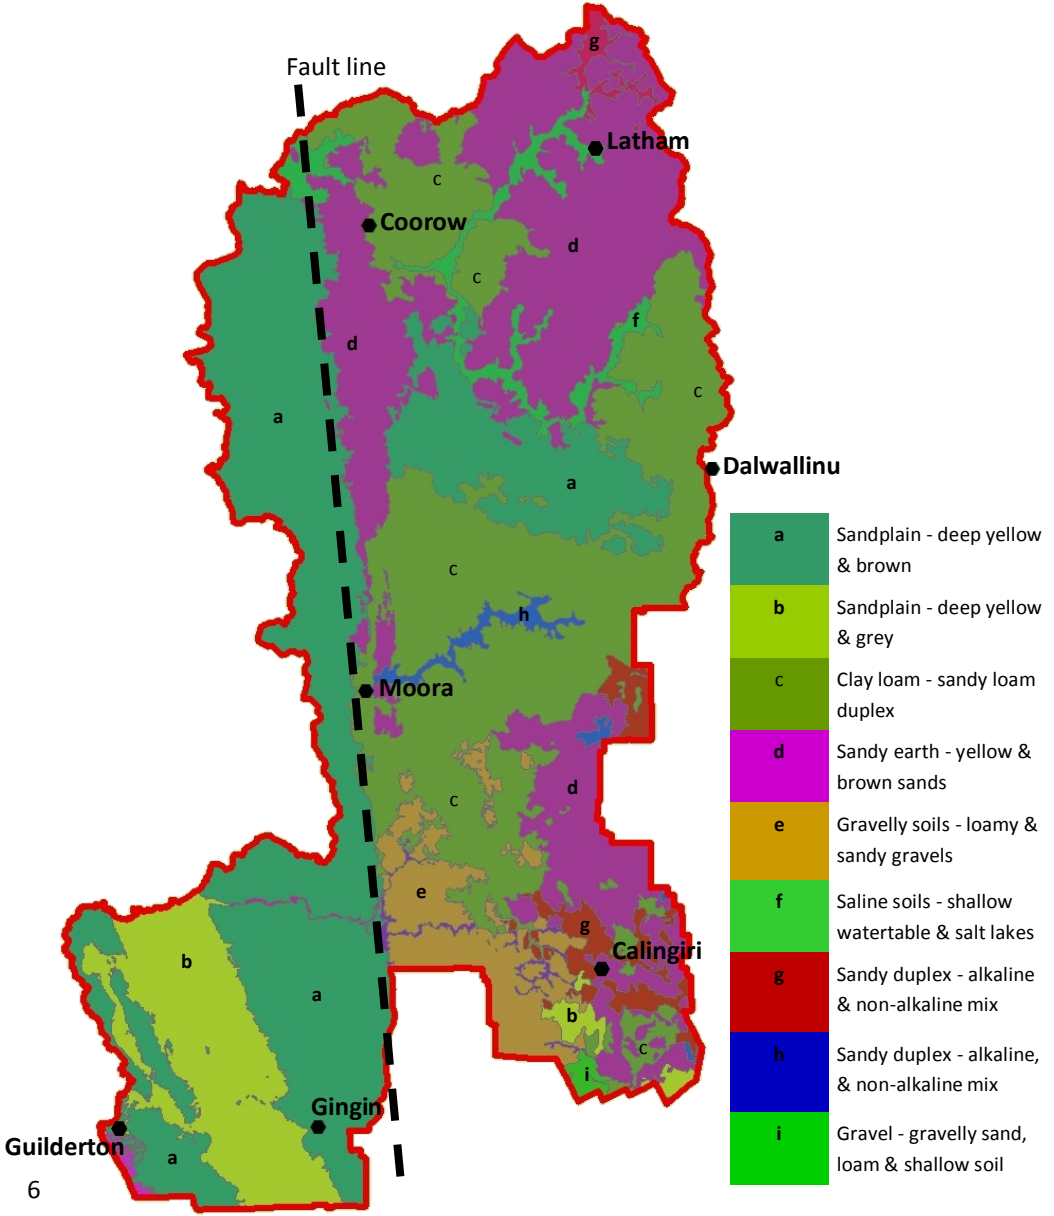 Fault line
g
Latham
c
Coorow
d
c
f
d
c
a
Dalwallinu
a
c
h
Moora
d
c
e
g
Calingiri
b
a
b
c
i
Gingin
Guilderton
a
6
a Sandplain - deep yellow
& brown
b Sandplain - deep yellow
& grey
c Clay loam - sandy loam
duplex
d Sandy earth - yellow &
brown sands
e Gravelly soils - loamy &
sandy gravels
f Saline soils - shallow
watertable & salt lakes
g Sandy duplex - alkaline
& non-alkaline mix
h Sandy duplex - alkaline,
& non-alkaline mix
i Gravel - gravelly sand,
loam & shallow soil